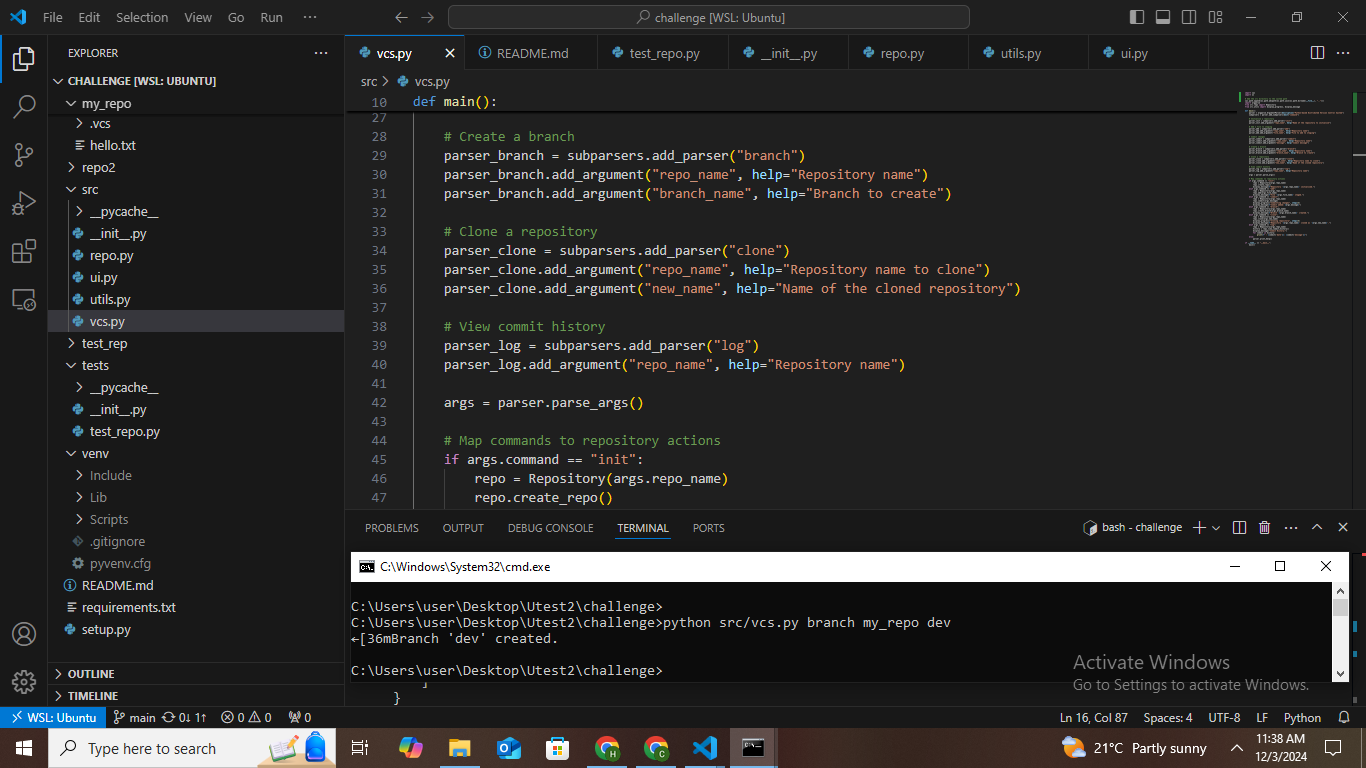 File Edit Selection View Go Run ··· challenge [WSL: Ubuntu]
EXPLORER
CHALLENGE [WSL: UBUNTU]
my_repo
.vcs
hello.txt
repo2
src
__pycache__
__init__.py
repo.py
ui.py
utils.py
vcs.py
test_rep
tests
__pycache__
__init__.py
test_repo.py
venv
Include
Lib
Scripts
.gitignore
pyvenv.cfg
README.md
requirements.txt
setup.py
OUTLINE
TIMELINE
vcs.py README.md test_repo.py __init__.py repo.py utils.py ui.py
src > vcs.py
10 def main():
27
28 # Create a branch
29 parser_branch = subparsers.add_parser("branch")
30 parser_branch.add_argument("repo_name", help="Repository name")
31 parser_branch.add_argument("branch_name", help="Branch to create")
32
33 # Clone a repository
34 parser_clone = subparsers.add_parser("clone")
35 parser_clone.add_argument("repo_name", help="Repository name to clone")
36 parser_clone.add_argument("new_name", help="Name of the cloned repository")
37
38 # View commit history
39 parser_log = subparsers.add_parser("log")
40 parser_log.add_argument("repo_name", help="Repository name")
41
42 args = parser.parse_args()
43
44 # Map commands to repository actions
45 if args.command == "init":
46 repo = Repository(args.repo_name)
47 repo.create_repo()
PROBLEMS OUTPUT DEBUG CONSOLE TERMINAL PORTS bash - challenge
C:\Windows\System32\cmd.exe
C:\Users\user\Desktop\Utest2\challenge>
C:\Users\user\Desktop\Utest2\challenge>python src/vcs.py branch my_repo dev
←[36mBranch 'dev' created.
C:\Users\user\Desktop\Utest2\challenge>
]
}
Activate Windows
Go to Settings to activate Windows.
WSL: Ubuntu main 0↓ 1↑ 0 0 0 Ln 16, Col 87 Spaces: 4 UTF-8 LF Python
Type here to search 21°C Partly sunny 11:38 AM
12/3/2024